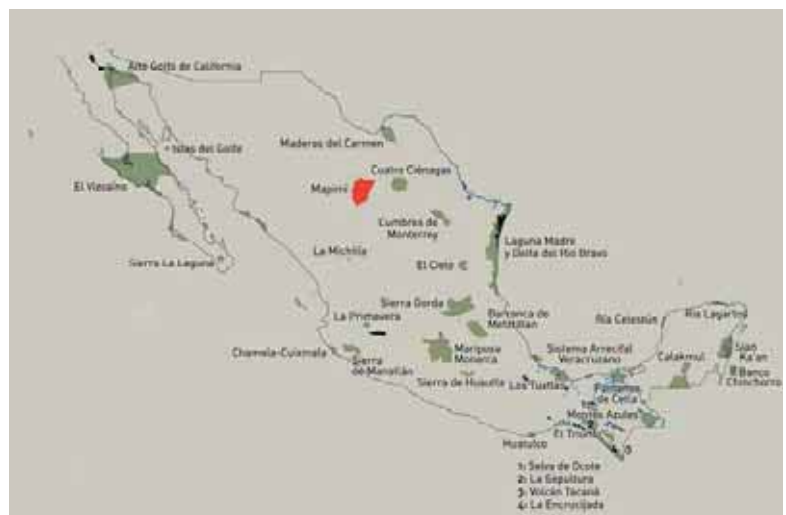 Alto Golfo de California
Maderas del Carmen
Islas del Golfo
Cuatro Ciénegas
El Vizcaíno
Mapimí
Cumbres de
Monterrey
Laguna Madre
y Delta del Río Bravo
La Michilía
El Cielo
Sierra La Laguna
Sierra Gorda
Barranca de
Metztitlán
La Primavera
Ría Celestún
Ría Lagartos
Chamela-Cuixmala
Mariposa
Monarca
Sistema Arrecifal
Veracruzano
Calakmul
Sian
Ka'an
Sierra
de Manatlán
Sierra de Huautla
Los Tuxtlas
Pantanos
de Centla
Banco
Chinchorro
Montes Azules
El Triunfo
Huatulco
1: Selva de Ocote
2: La Sepultura
3: Volcán Tacaná
4: La Encrucijada